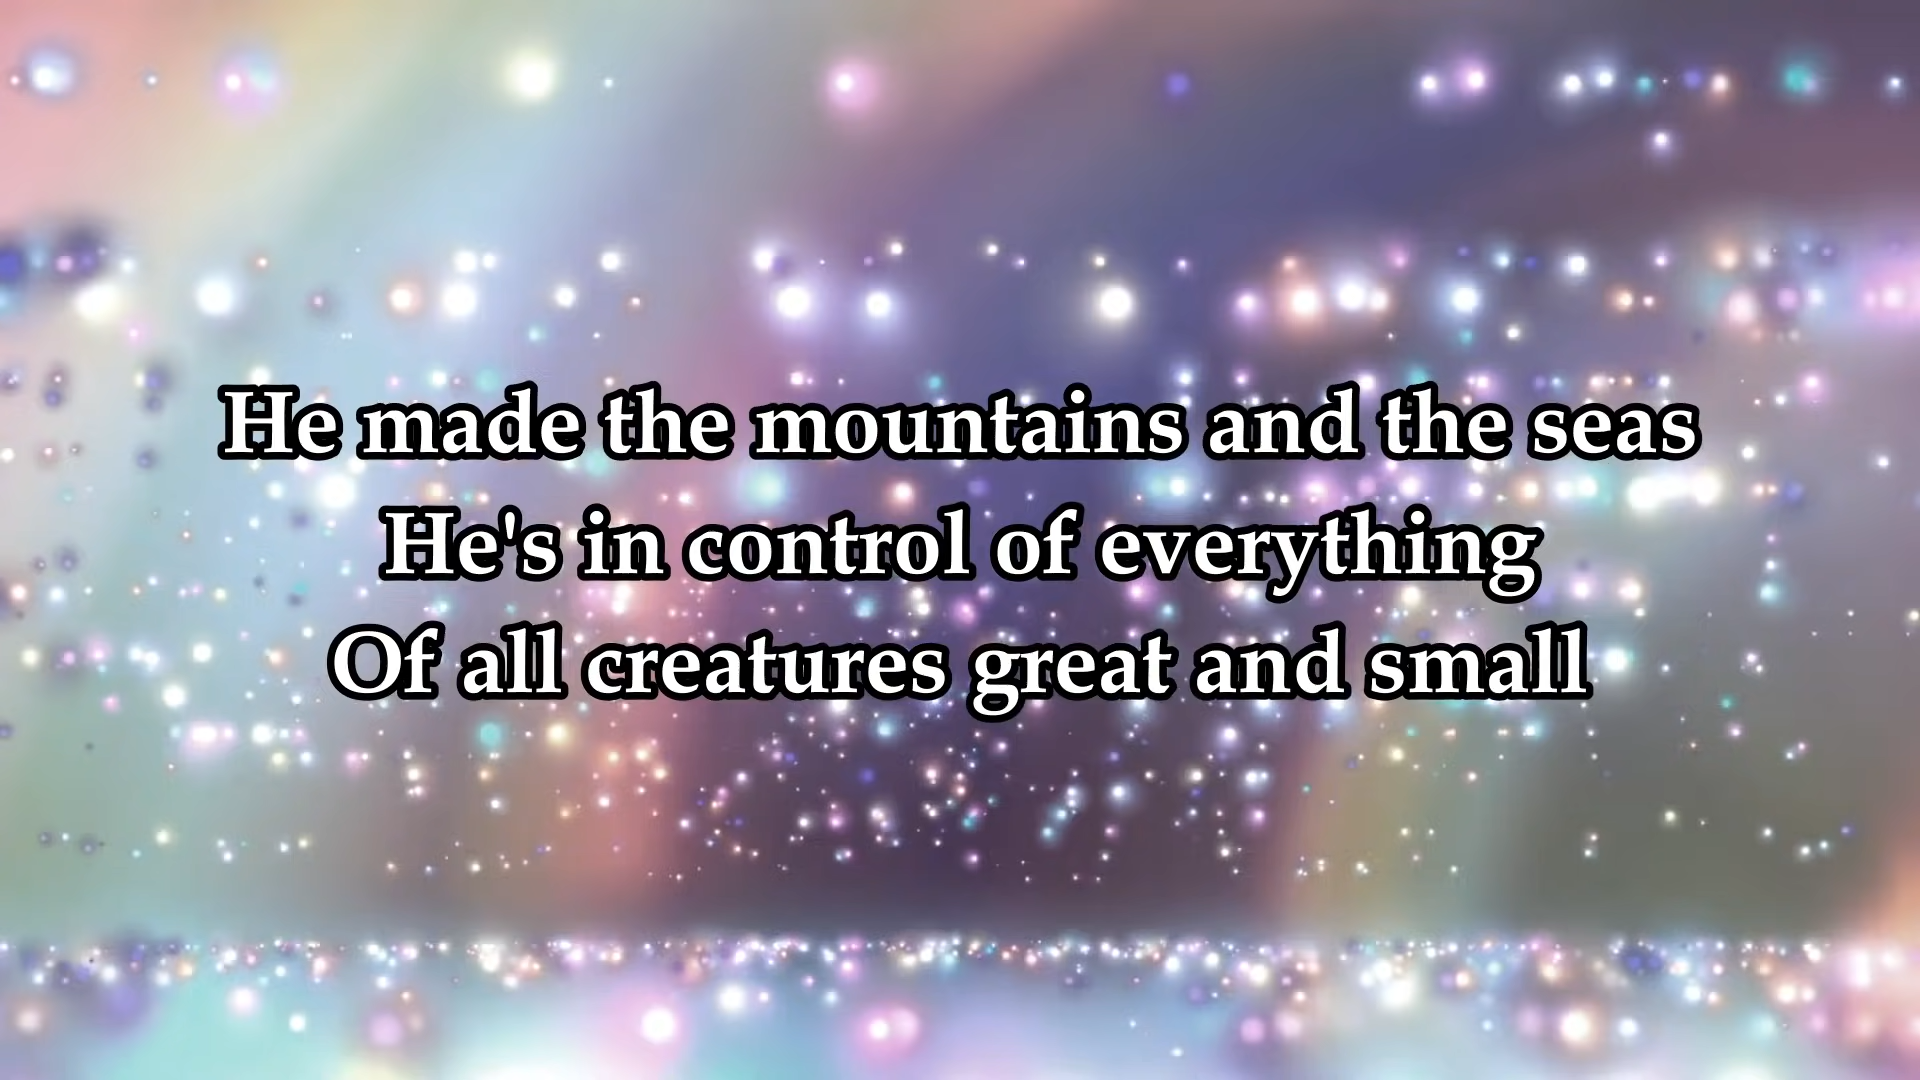 He made the mountains and the seas
He's in control of everything
Of all creatures great and small